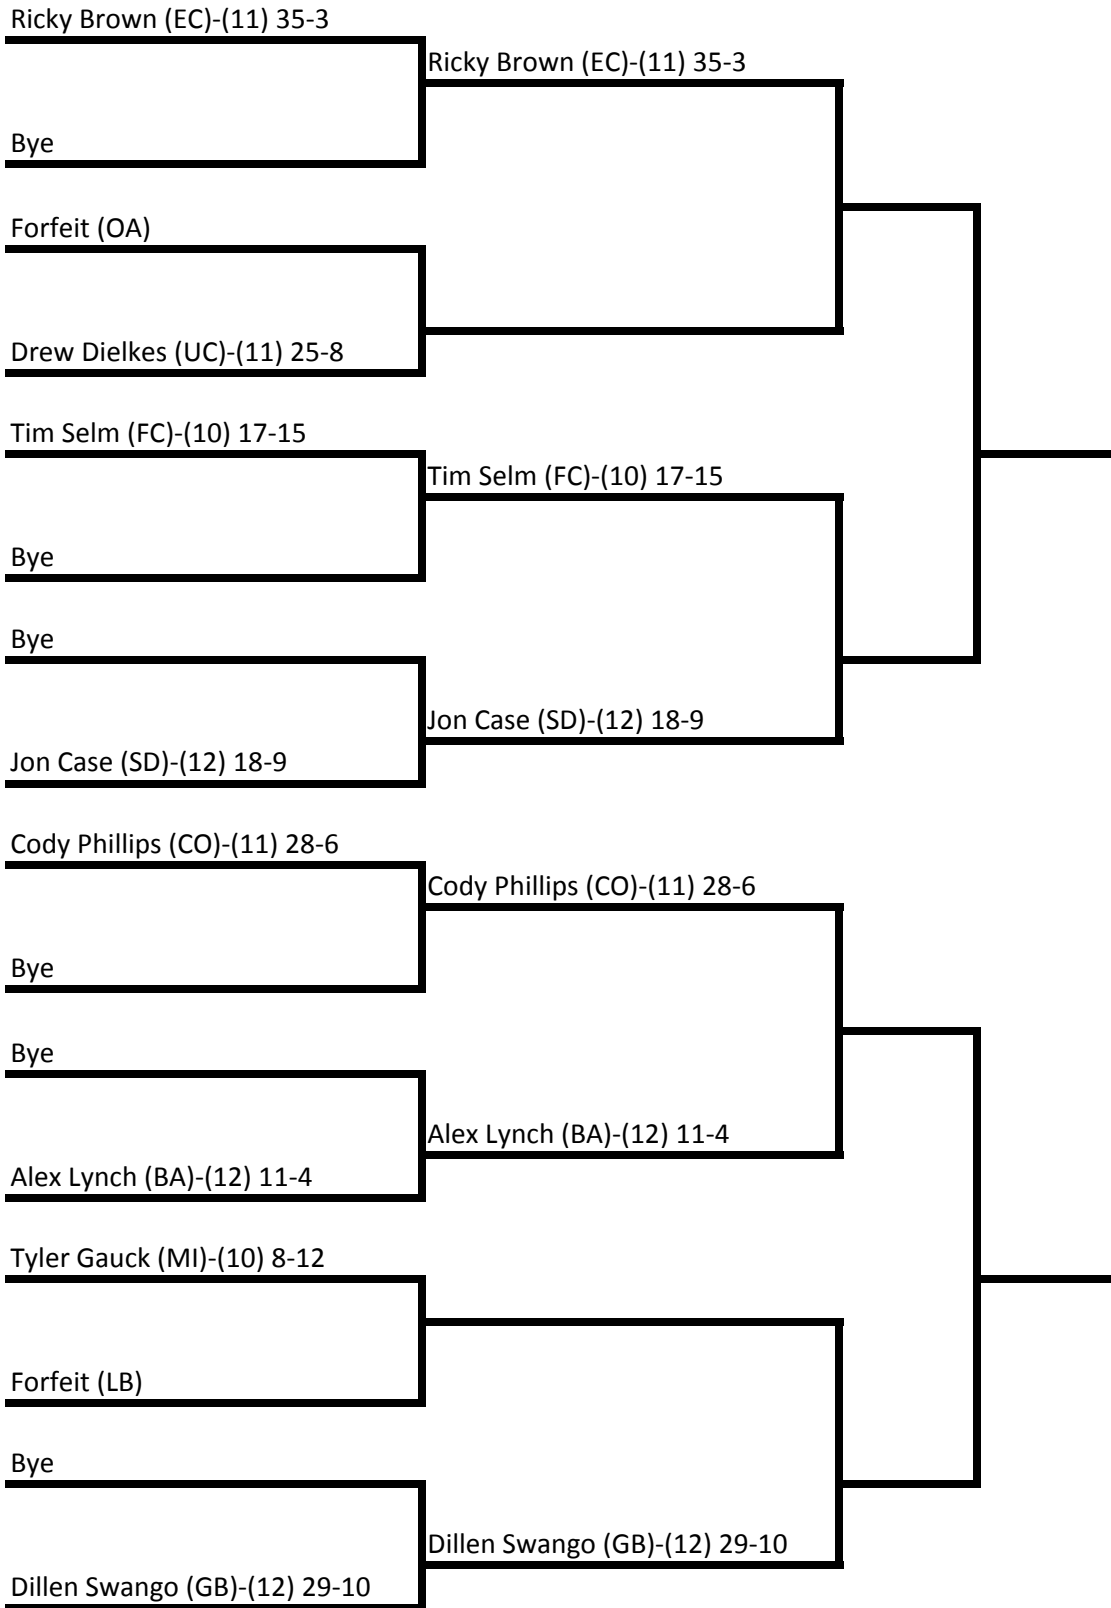 Ricky Brown (EC)-(11) 35-3
Ricky Brown (EC)-(11) 35-3
Bye
Forfeit (OA)
Drew Dielkes (UC)-(11) 25-8
Tim Selm (FC)-(10) 17-15
Tim Selm (FC)-(10) 17-15
Bye
Bye
Jon Case (SD)-(12) 18-9
Jon Case (SD)-(12) 18-9
Cody Phillips (CO)-(11) 28-6
Cody Phillips (CO)-(11) 28-6
Bye
Bye
Alex Lynch (BA)-(12) 11-4
Alex Lynch (BA)-(12) 11-4
Tyler Gauck (MI)-(10) 8-12
Forfeit (LB)
Bye
Dillen Swango (GB)-(12) 29-10
Dillen Swango (GB)-(12) 29-10